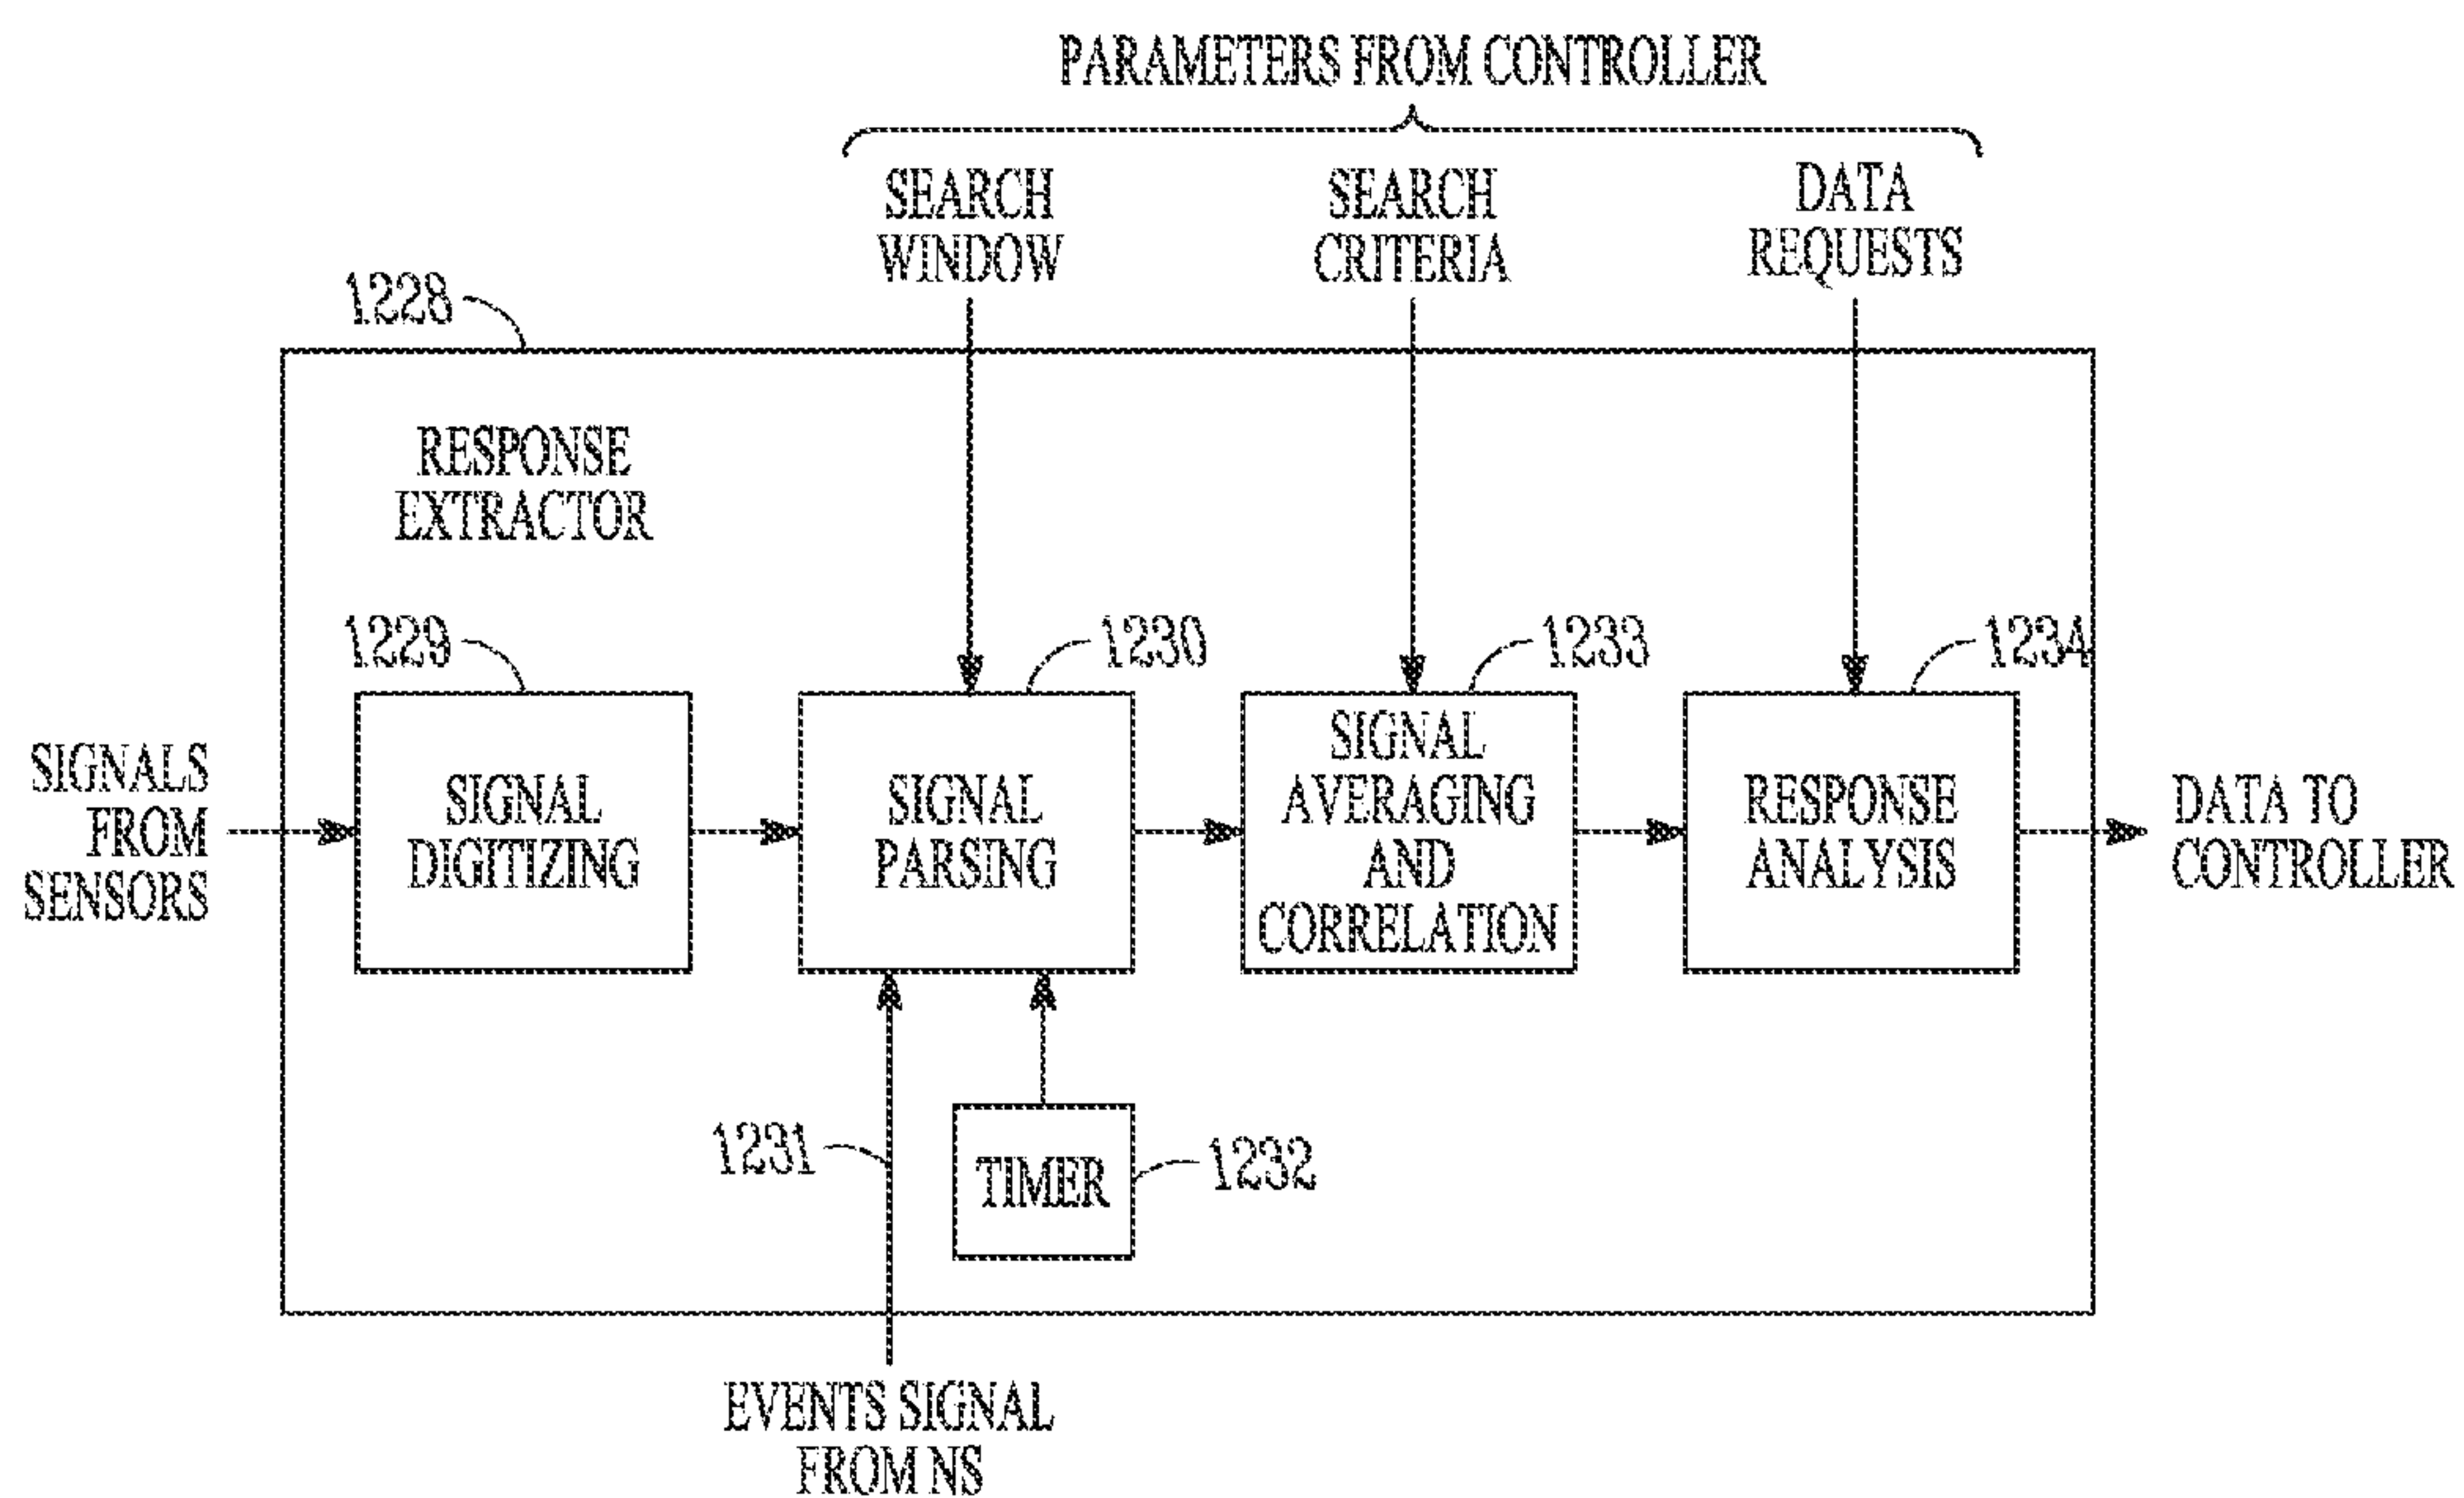 PARAMETERS FROM CONTROLLER
SEARCH
WINDOW
SEARCH
CRITERIA
DATA
REQUESTS
1228
RESPONSE
EXTRACTOR
1229
1230
1233
1234
SIGNALS
FROM
SENSORS
SIGNAL
DIGITIZING
SIGNAL
PARSING
SIGNAL
AVERAGING
AND
CORRELATION
RESPONSE
ANALYSIS
DATA TO
CONTROLLER
1231
TIMER
1232
EVENTS SIGNAL
FROM NS